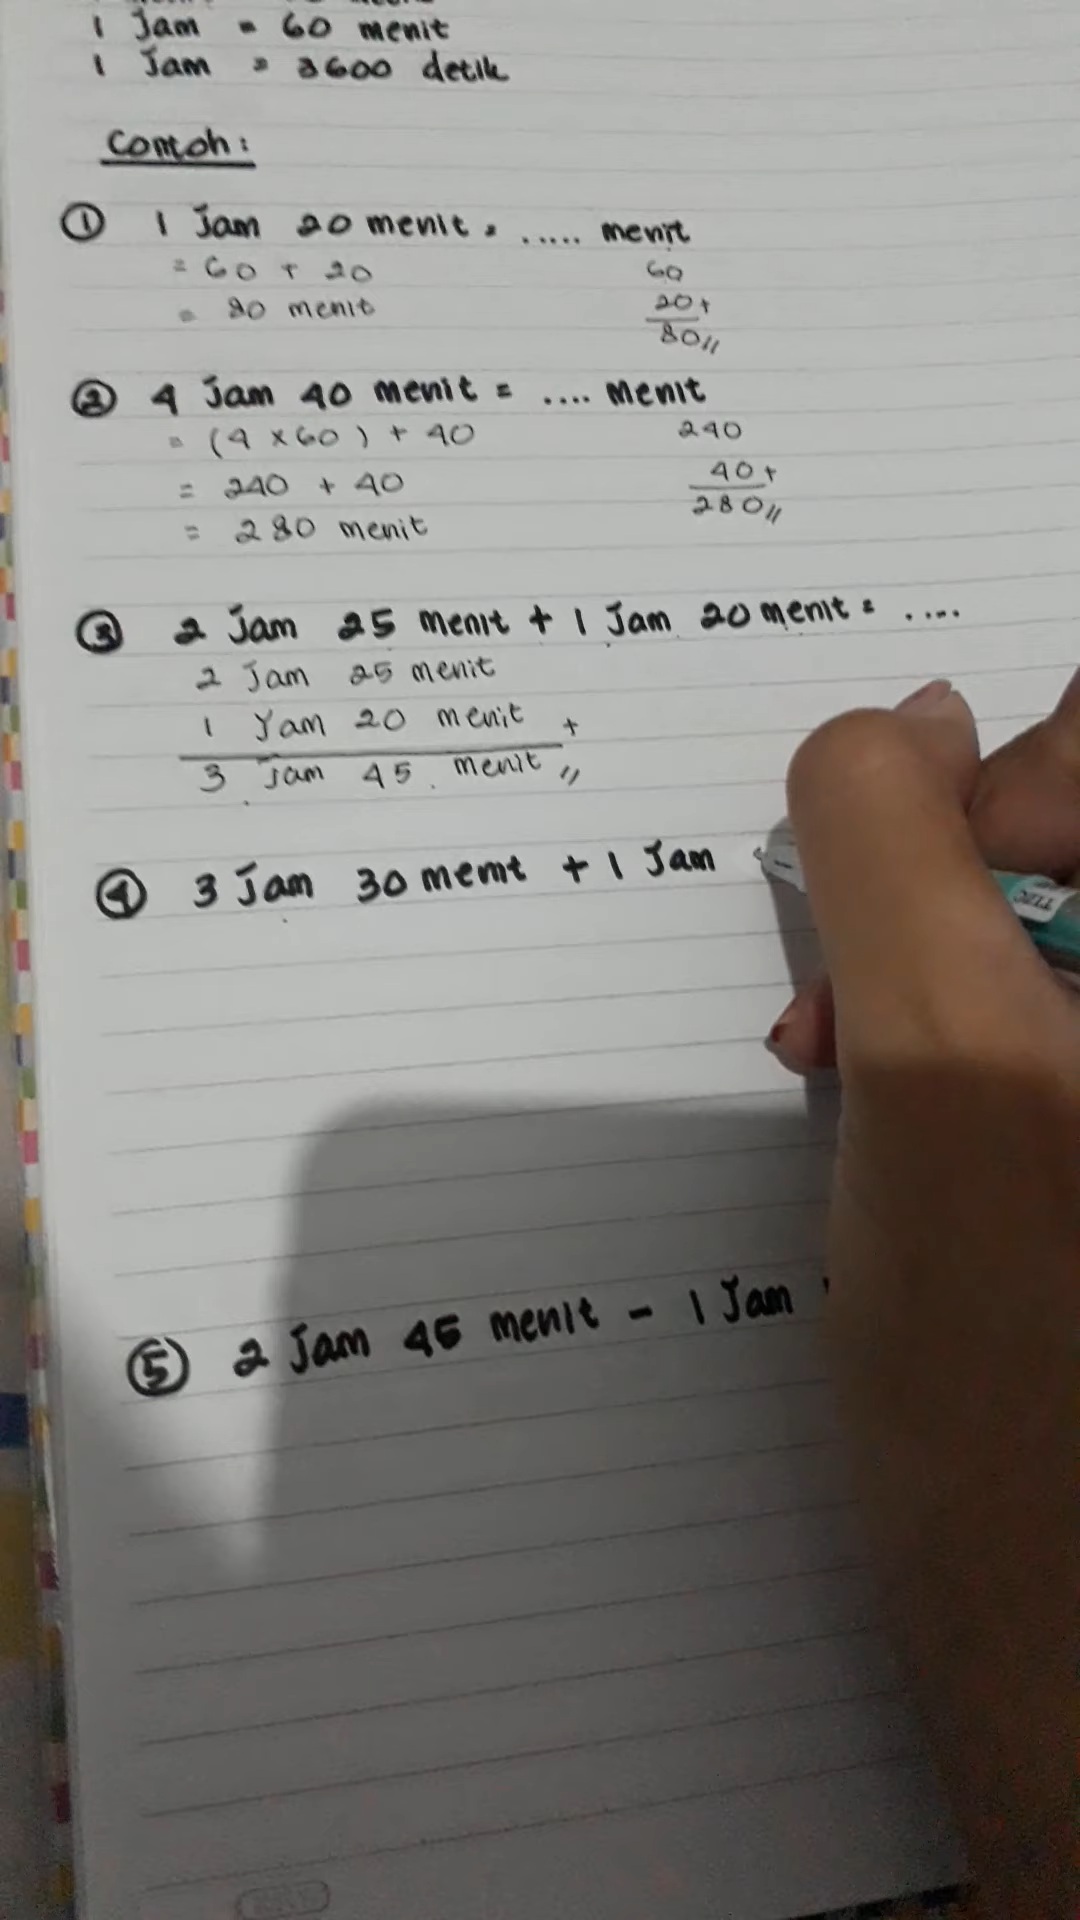 1 Jam = 60 menit
1 Jam = 3600 detik
Contoh:
① 1 Jam 20 menit = ..... menit
= 60 + 20
60
= 80 menit
20 +
80 //
② 4 Jam 40 menit = .... menit
= (4 x 60) + 40
240
= 240 + 40
40 +
= 280 menit
280 //
③ 2 Jam 25 menit + 1 Jam 20 menit = ....
2 Jam 25 menit
1 Jam 20 menit +
3 Jam 45 menit //
④ 3 Jam 30 menit + 1 Jam
⑤ 2 Jam 45 menit - 1 Jam